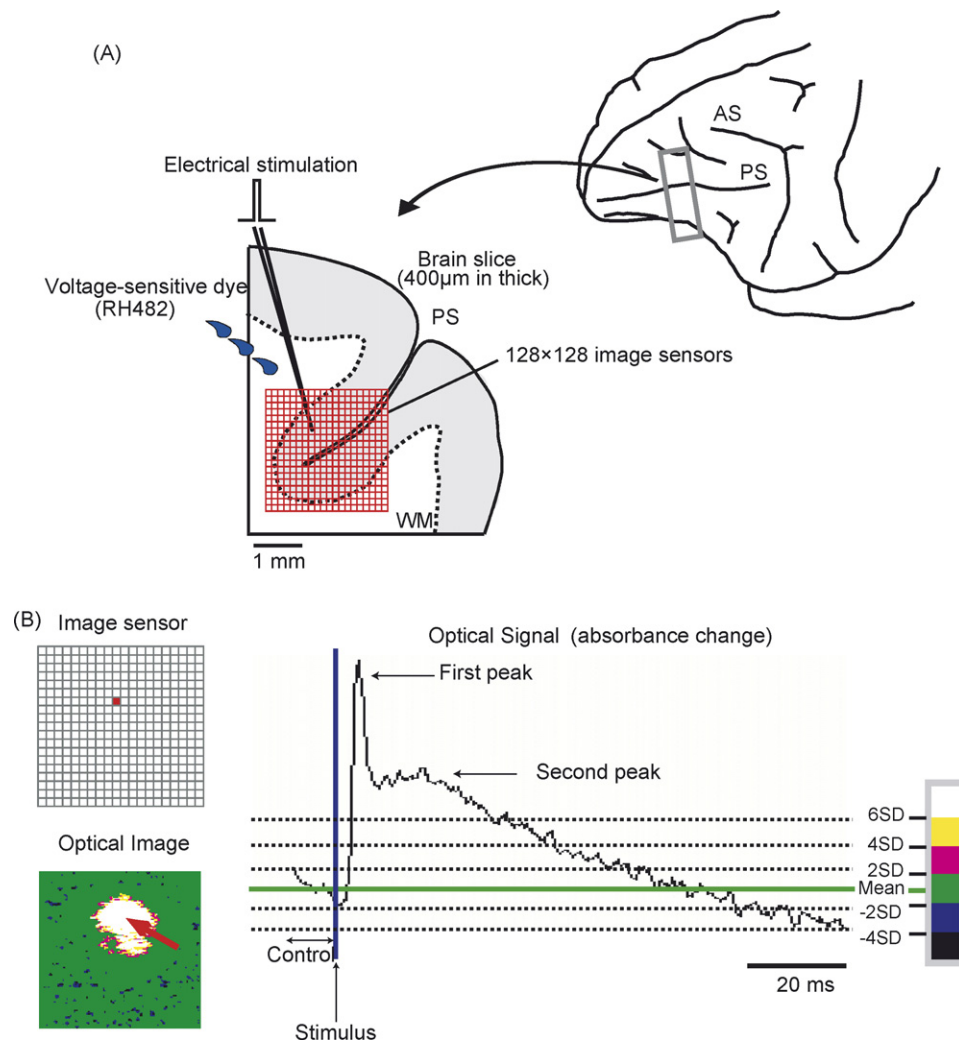 (A)
AS
PS
Electrical stimulation
Voltage-sensitive dye
(RH482)
Brain slice
(400µm in thick)
PS
128×128 image sensors
WM
1 mm
(B)
Image sensor
Optical Image
Optical Signal (absorbance change)
First peak
Second peak
6SD
4SD
2SD
Mean
-2SD
-4SD
Control
20 ms
Stimulus